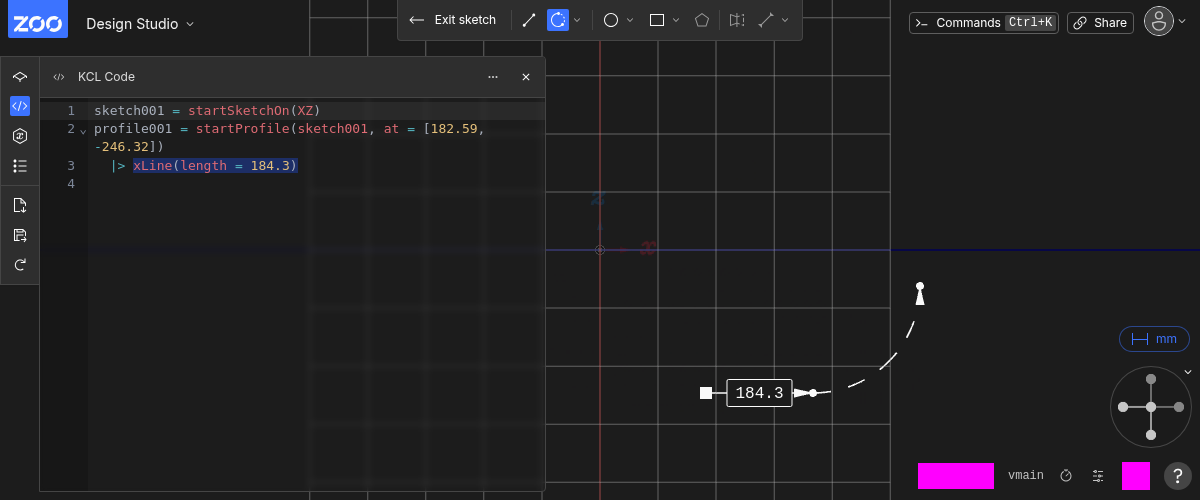 ZOO
Design Studio
Exit sketch
Commands Ctrl+K
Share
KCL Code
1 sketch001 = startSketchOn(XZ)
2 profile001 = startProfile(sketch001, at = [182.59,
-246.32])
3 |> xLine(length = 184.3)
4
z
x
184.3
mm
vmain
?